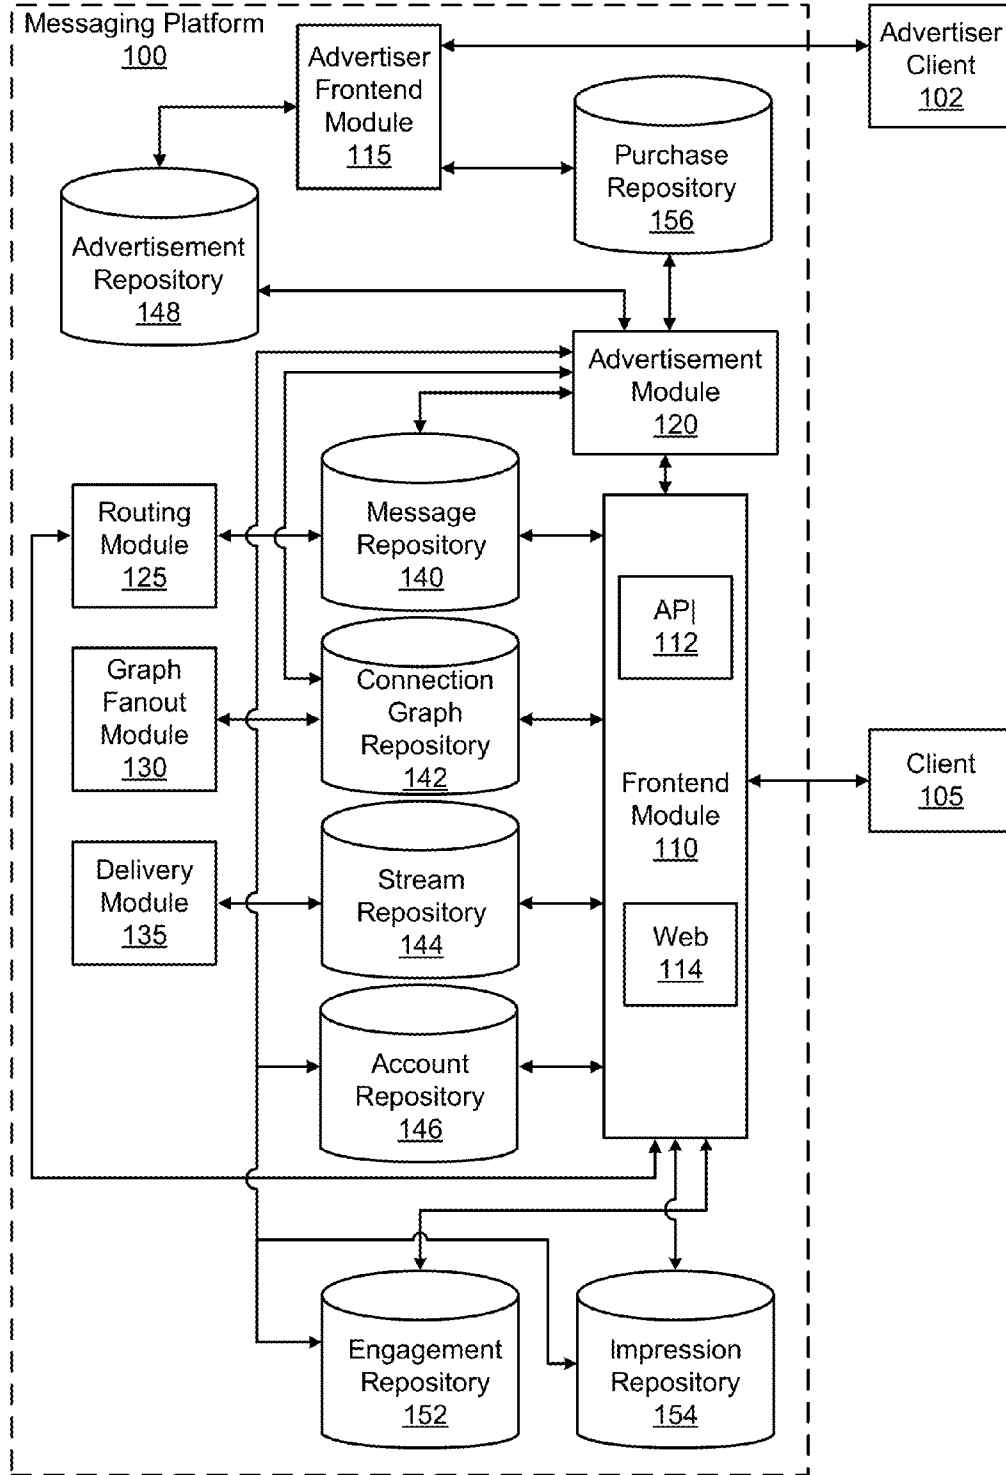 Messaging Platform
100
Advertiser
Frontend
Module
115
Advertiser
Client
102
Purchase
Repository
156
Advertisement
Repository
148
Advertisement
Module
120
Routing
Module
125
Message
Repository
140
API
112
Graph
Fanout
Module
130
Connection
Graph
Repository
142
Frontend
Module
110
Client
105
Delivery
Module
135
Stream
Repository
144
Web
114
Account
Repository
146
Engagement
Repository
152
Impression
Repository
154